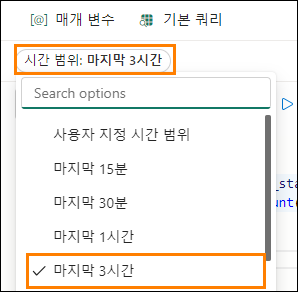 [@] 매개 변수 기본 쿼리
시간 범위: 마지막 3시간
Search options
사용자 지정 시간 범위
마지막 15분
마지막 30분
마지막 1시간
마지막 3시간